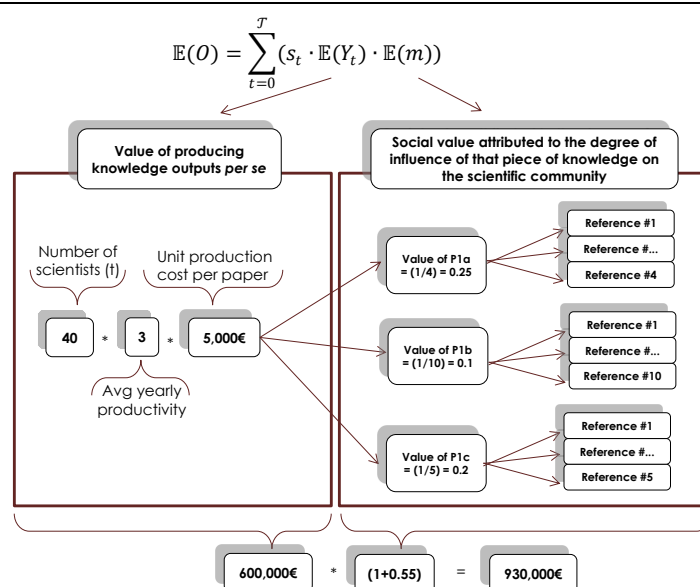 𝔼(O) = ∑_{t=0}^{𝒯} (s_t · 𝔼(Y_t) · 𝔼(m))
Value of producing
knowledge outputs per se
Social value attributed to the degree of
influence of that piece of knowledge on
the scientific community
Number of
scientists (t)
Unit production
cost per paper
40 * 3 * 5,000€
Avg yearly
productivity
Value of P1a
= (1/4) = 0.25
Reference #1
Reference #...
Reference #4
Value of P1b
= (1/10) = 0.1
Reference #1
Reference #...
Reference #10
Value of P1c
= (1/5) = 0.2
Reference #1
Reference #...
Reference #5
600,000€ * (1+0.55) = 930,000€